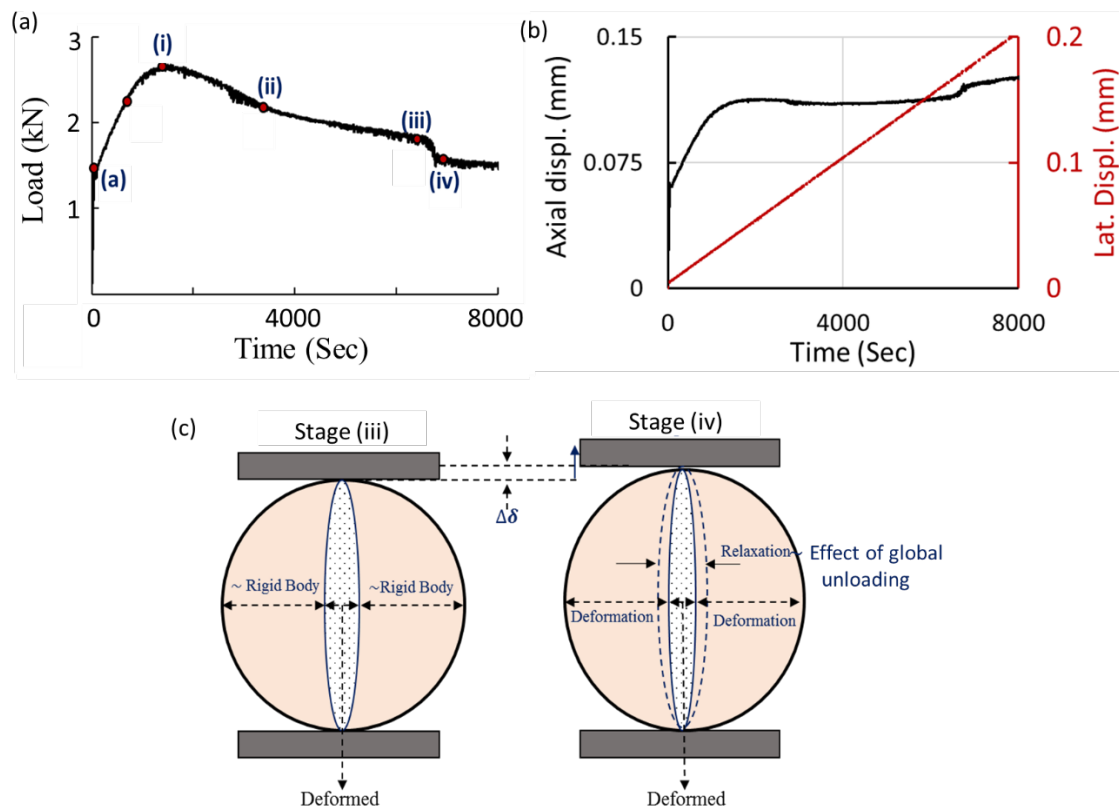 (a)
3
2
1
Load (kN)
(i)
(ii)
(iii)
(iv)
(a)
0
4000
8000
Time (Sec)
(b)
0.15
0.075
0
Axial displ. (mm)
0.2
0.1
0
Lat. Displ. (mm)
0
4000
8000
Time (Sec)
(c)
Stage (iii)
Stage (iv)
Δδ
~ Rigid Body
~Rigid Body
Deformed
Relaxation~ Effect of global
unloading
Deformation
Deformation
Deformed